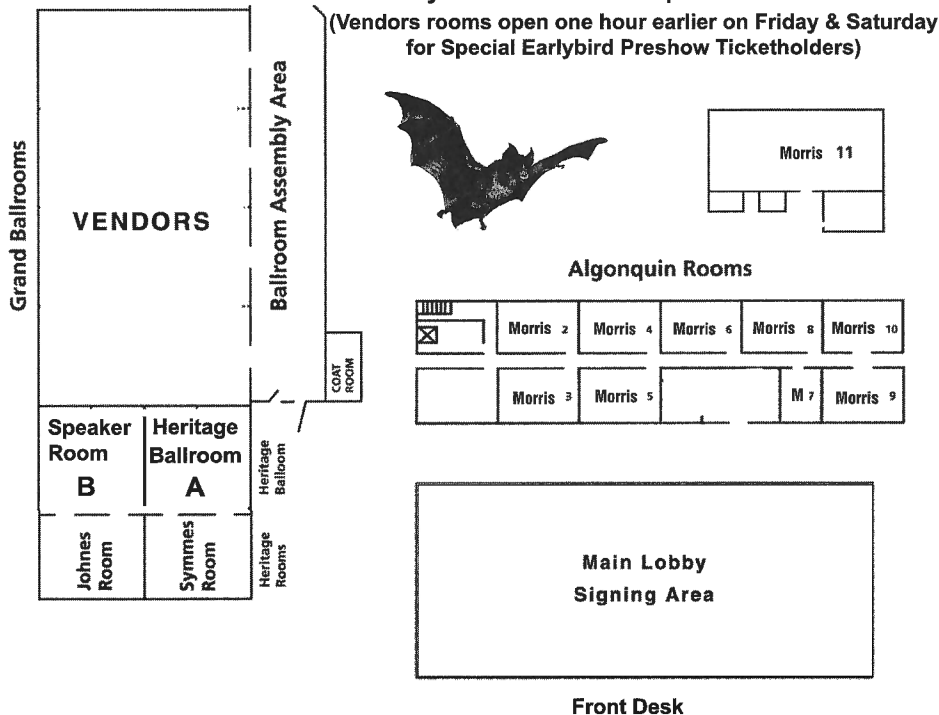 (Vendors rooms open one hour earlier on Friday & Saturday
for Special Earlybird Preshow Ticketholders)
Grand Ballrooms
VENDORS
Ballroom Assembly Area
COAT
ROOM
Speaker
Room
B
Heritage
Ballroom
A
Heritage
Balloom
Johnes
Room
Symmes
Room
Heritage
Rooms
Morris 11
Algonquin Rooms
Morris 2
Morris 4
Morris 6
Morris 8
Morris 10
Morris 3
Morris 5
M 7
Morris 9
Main Lobby
Signing Area
Front Desk